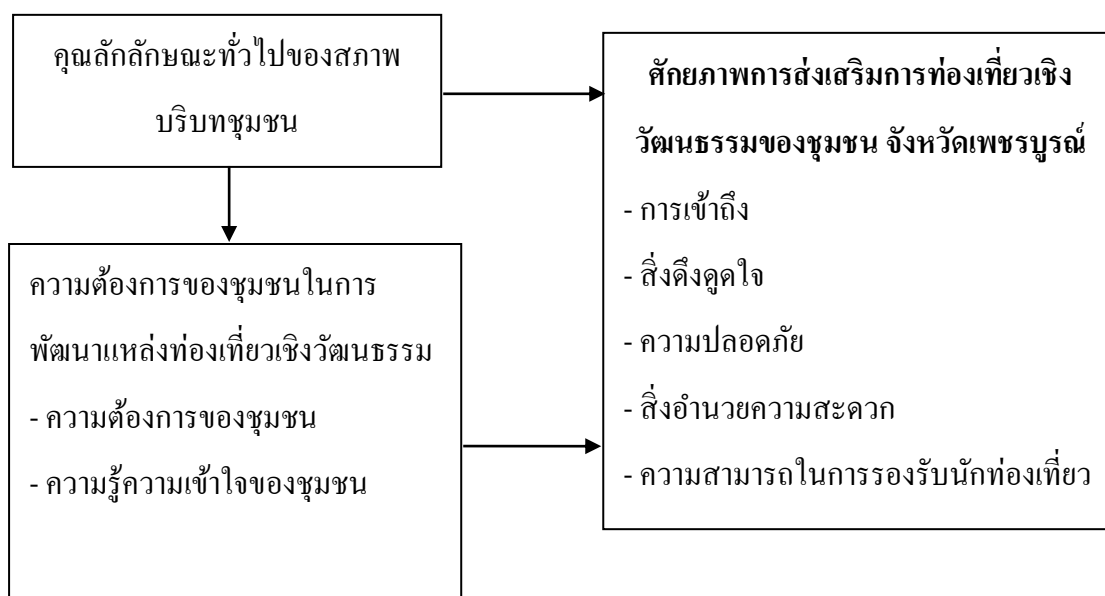 คุณลักลักษณะทั่วไปของสภาพ
บริบทชุมชน
ความต้องการของชุมชนในการ
พัฒนาแหล่งท่องเที่ยวเชิงวัฒนธรรม
- ความต้องการของชุมชน
- ความรู้ความเข้าใจของชุมชน
ศักยภาพการส่งเสริมการท่องเที่ยวเชิง
วัฒนธรรมของชุมชน จังหวัดเพชรบูรณ์
- การเข้าถึง
- สิ่งดึงดูดใจ
- ความปลอดภัย
- สิ่งอำนวยความสะดวก
- ความสามารถในการรองรับนักท่องเที่ยว